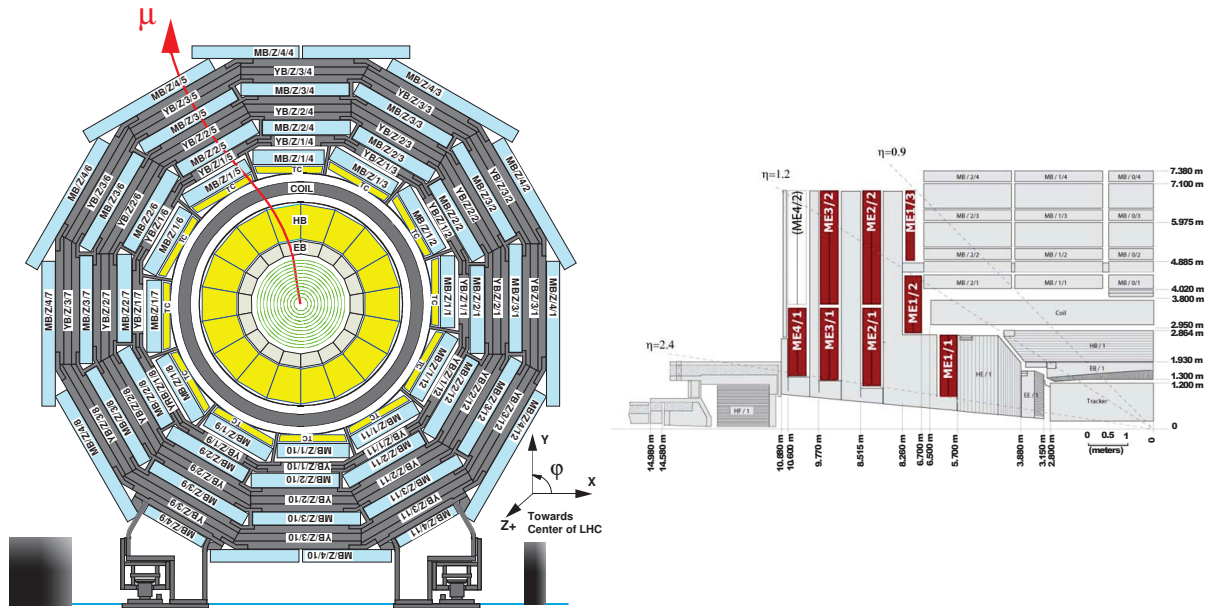 μ
MB/Z/4/4
YB/Z/3/4
MB/Z/3/4
YB/Z/2/4
MB/Z/2/4
YB/Z/1/4
MB/Z/1/4
TC
MB/Z/4/5
YB/Z/3/5
MB/Z/3/5
YB/Z/2/5
MB/Z/2/5
YB/Z/1/5
MB/Z/1/5
TC
MB/Z/4/3
YB/Z/3/3
MB/Z/3/3
YB/Z/2/3
MB/Z/2/3
YB/Z/1/3
MB/Z/1/3
TC
MB/Z/4/6
YB/Z/3/6
MB/Z/3/6
YB/Z/2/6
MB/Z/2/6
YB/Z/1/6
MB/Z/1/6
TC
MB/Z/4/2
YB/Z/3/2
MB/Z/3/2
YB/Z/2/2
MB/Z/2/2
YB/Z/1/2
MB/Z/1/2
TC
COIL
HB
EB
MB/Z/4/7
YB/Z/3/7
MB/Z/3/7
YB/Z/2/7
MB/Z/2/7
YB/Z/1/7
MB/Z/1/7
TC
TC
MB/Z/1/1
YB/Z/1/1
MB/Z/2/1
YB/Z/2/1
MB/Z/3/1
YB/Z/3/1
MB/Z/4/1
MB/Z/4/8
YB/Z/3/8
MB/Z/3/8
YB/Z/2/8
MB/Z/2/8
YRB/Z/1/8
MB/Z/1/8
TC
TC
MB/Z/1/12
YB/Z/1/12
MB/Z/2/12
YB/Z/2/12
MB/Z/3/12
YB/Z/3/12
MB/Z/4/12
TC
MB/Z/1/9
YB/Z/1/9
MB/Z/2/9
YB/Z/2/9
MB/Z/3/9
YB/Z/3/9
MB/Z/4/9
TC
MB/Z/1/11
YB/Z/1/11
MB/Z/2/11
YB/Z/2/11
MB/Z/3/11
YB/Z/3/11
MB/Z/4/11
TC
MB/Z/1/10
YB/Z/1/10
MB/Z/2/10
YB/Z/2/10
MB/Z/3/10
YB/Z/3/10
MB/Z/4/10
Y
φ
X
Z+
Towards
Center of LHC
η=0.9
η=1.2
η=2.4
(ME4/2)
ME3/2
ME2/2
ME1/3
ME1/2
ME4/1
ME3/1
ME2/1
ME1/1
MB / 2/4
MB / 1/4
MB / 0/4
MB / 2/3
MB / 1/3
MB / 0/3
MB / 2/2
MB / 1/2
MB / 0/2
MB / 2/1
MB / 1/1
MB / 0/1
Coil
HB / 1
HE / 1
EB / 1
EE / 1
Tracker
HF / 1
7.380 m
7.100 m
5.975 m
4.885 m
4.020 m
3.800 m
2.950 m
2.864 m
1.930 m
1.300 m
1.200 m
0
0 0.5 1
(meters)
14.980 m
14.580 m
10.880 m
10.600 m
9.770 m
8.515 m
8.260 m
6.700 m
6.500 m
5.700 m
3.880 m
3.150 m
2.800m
0